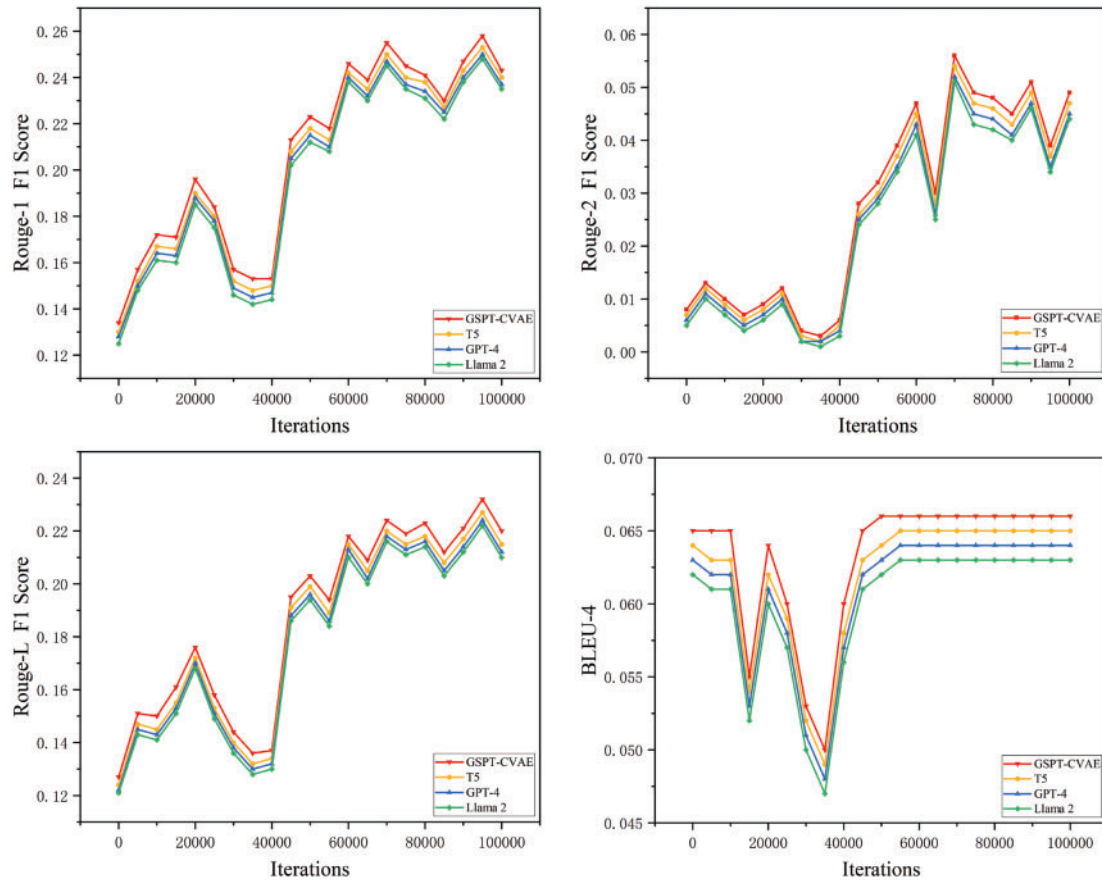 Rouge-1 F1 Score
0.26
0.24
0.22
0.20
0.18
0.16
0.14
0.12
GSPT-CVAE
T5
GPT-4
Llama 2
0 20000 40000 60000 80000 100000
Iterations
Rouge-2 F1 Score
0.06
0.05
0.04
0.03
0.02
0.01
0.00
GSPT-CVAE
T5
GPT-4
Llama 2
0 20000 40000 60000 80000 100000
Iterations
Rouge-L F1 Score
0.24
0.22
0.20
0.18
0.16
0.14
0.12
GSPT-CVAE
T5
GPT-4
Llama 2
0 20000 40000 60000 80000 100000
Iterations
BLEU-4
0.070
0.065
0.060
0.055
0.050
0.045
GSPT-CVAE
T5
GPT-4
Llama 2
0 20000 40000 60000 80000 100000
Iterations